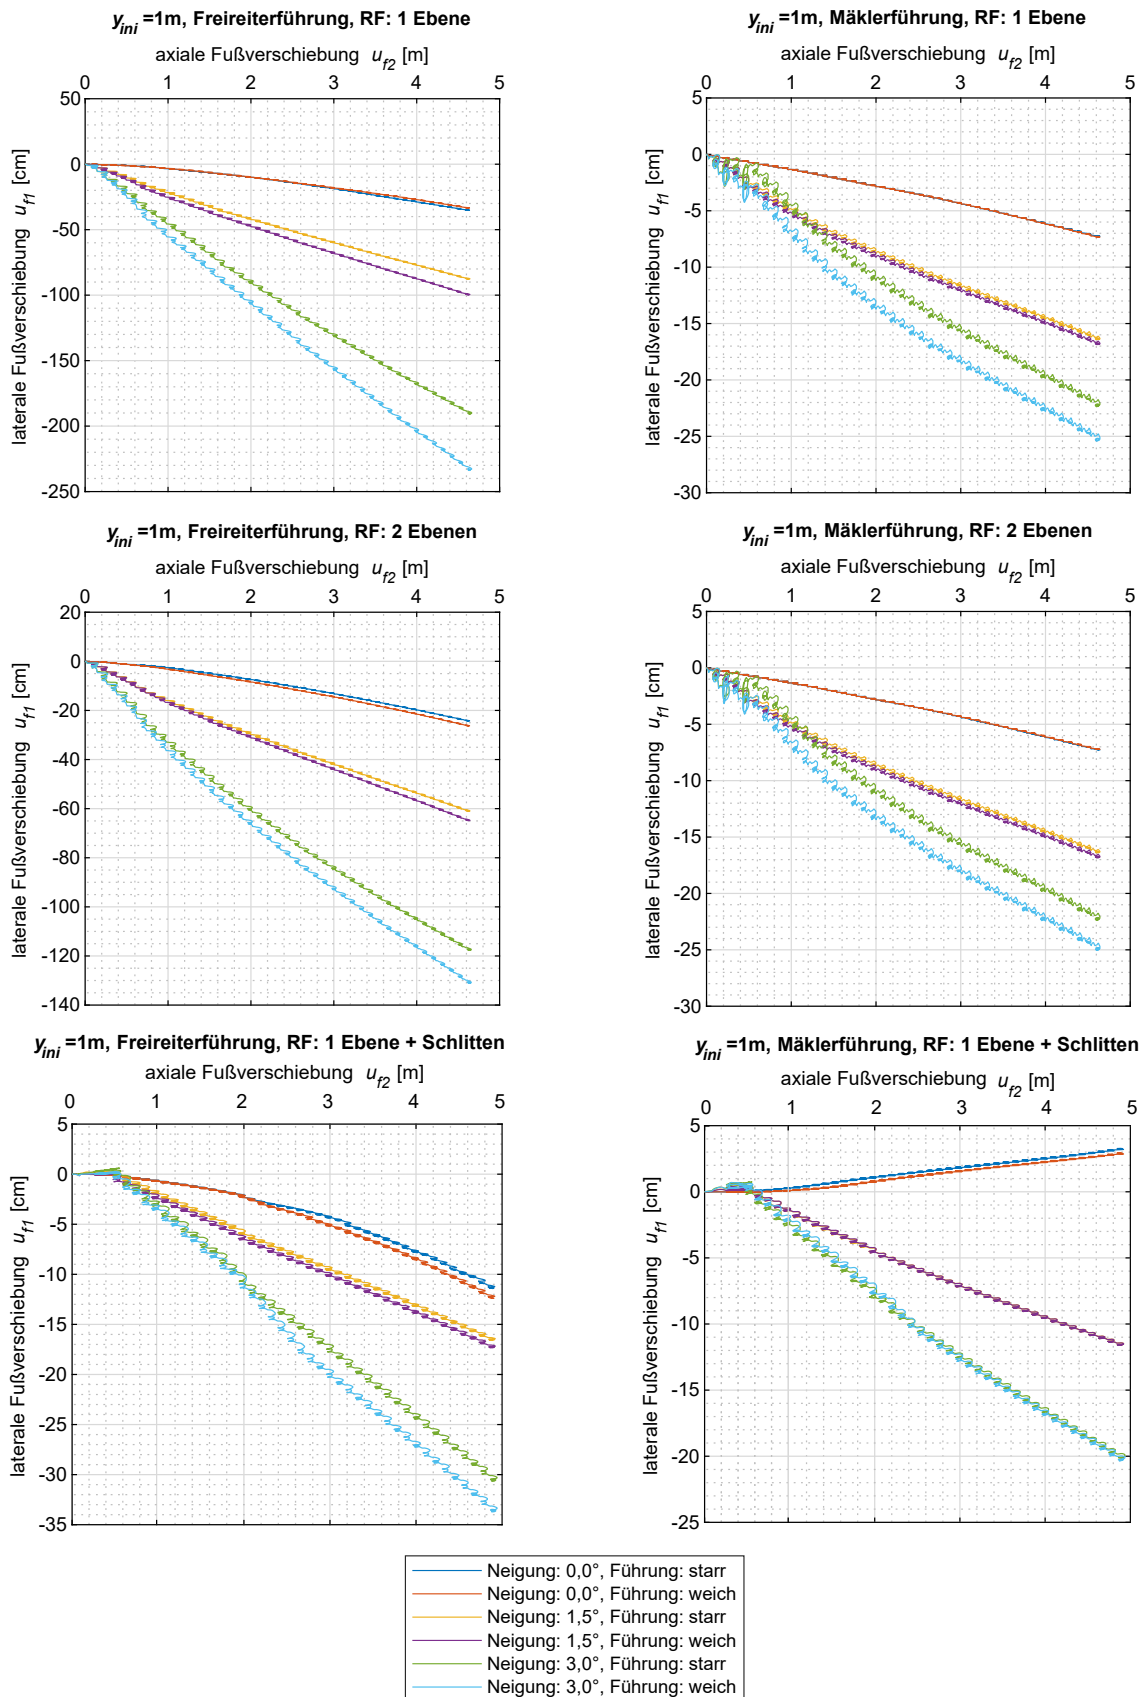 y_ini =1m, Freireiterführung, RF: 1 Ebene
axiale Fußverschiebung u_f2 [m]
0 1 2 3 4 5
50
0
-50
-100
-150
-200
-250
laterale Fußverschiebung u_f1 [cm]
y_ini =1m, Mäklerführung, RF: 1 Ebene
axiale Fußverschiebung u_f2 [m]
0 1 2 3 4 5
5
0
-5
-10
-15
-20
-25
-30
laterale Fußverschiebung u_f1 [cm]
y_ini =1m, Freireiterführung, RF: 2 Ebenen
axiale Fußverschiebung u_f2 [m]
0 1 2 3 4 5
20
0
-20
-40
-60
-80
-100
-120
-140
laterale Fußverschiebung u_f1 [cm]
y_ini =1m, Mäklerführung, RF: 2 Ebenen
axiale Fußverschiebung u_f2 [m]
0 1 2 3 4 5
5
0
-5
-10
-15
-20
-25
-30
laterale Fußverschiebung u_f1 [cm]
y_ini =1m, Freireiterführung, RF: 1 Ebene + Schlitten
axiale Fußverschiebung u_f2 [m]
0 1 2 3 4 5
5
0
-5
-10
-15
-20
-25
-30
-35
laterale Fußverschiebung u_f1 [cm]
y_ini =1m, Mäklerführung, RF: 1 Ebene + Schlitten
axiale Fußverschiebung u_f2 [m]
0 1 2 3 4 5
5
0
-5
-10
-15
-20
-25
laterale Fußverschiebung u_f1 [cm]
Neigung: 0,0°, Führung: starr
Neigung: 0,0°, Führung: weich
Neigung: 1,5°, Führung: starr
Neigung: 1,5°, Führung: weich
Neigung: 3,0°, Führung: starr
Neigung: 3,0°, Führung: weich